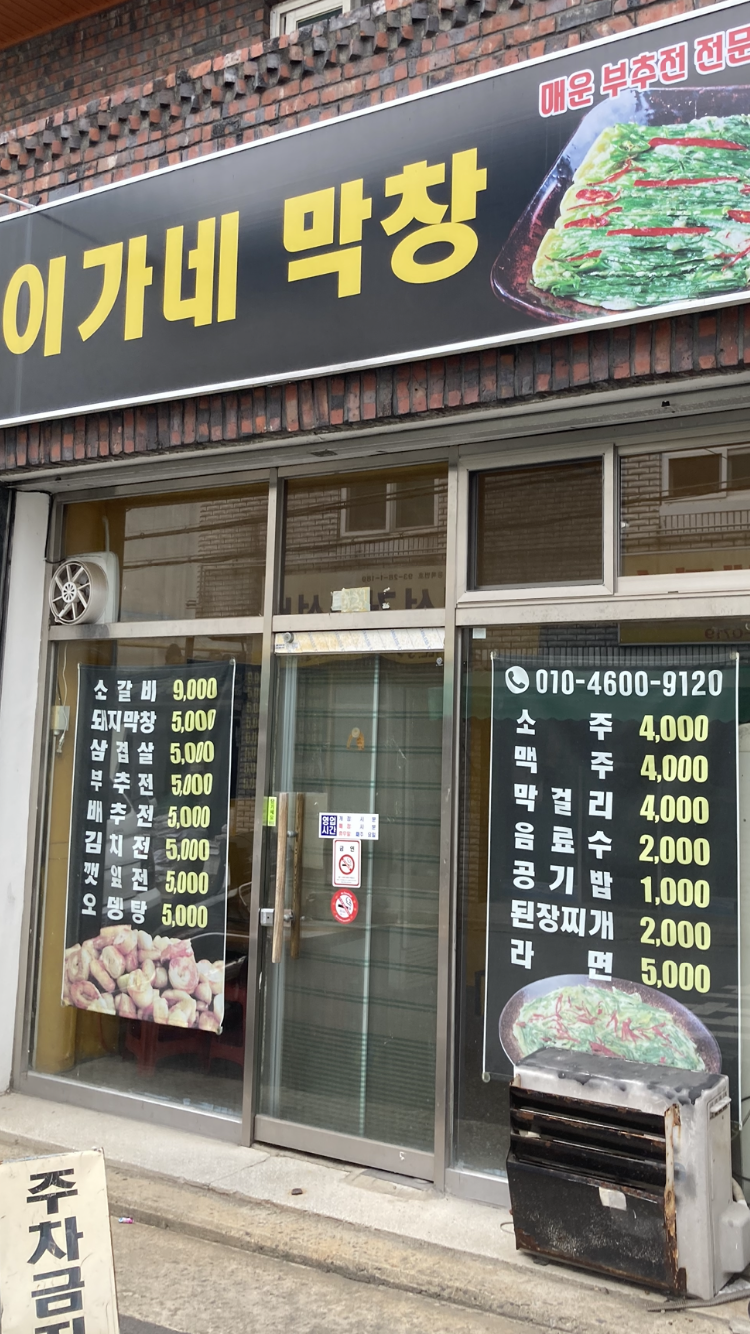 매운 부추전 전문
이가네 막창
소갈비 9,000
돼지막창 5,000
삼겹살 5,000
부추전 5,000
배추전 5,000
김치전 5,000
깻잎전 5,000
오뎅탕 5,000
영업
시간
금연
010-4600-9120
소주 4,000
맥주 4,000
막걸리 4,000
음료수 2,000
공기밥 1,000
된장찌개 2,000
라면 5,000
주차금지